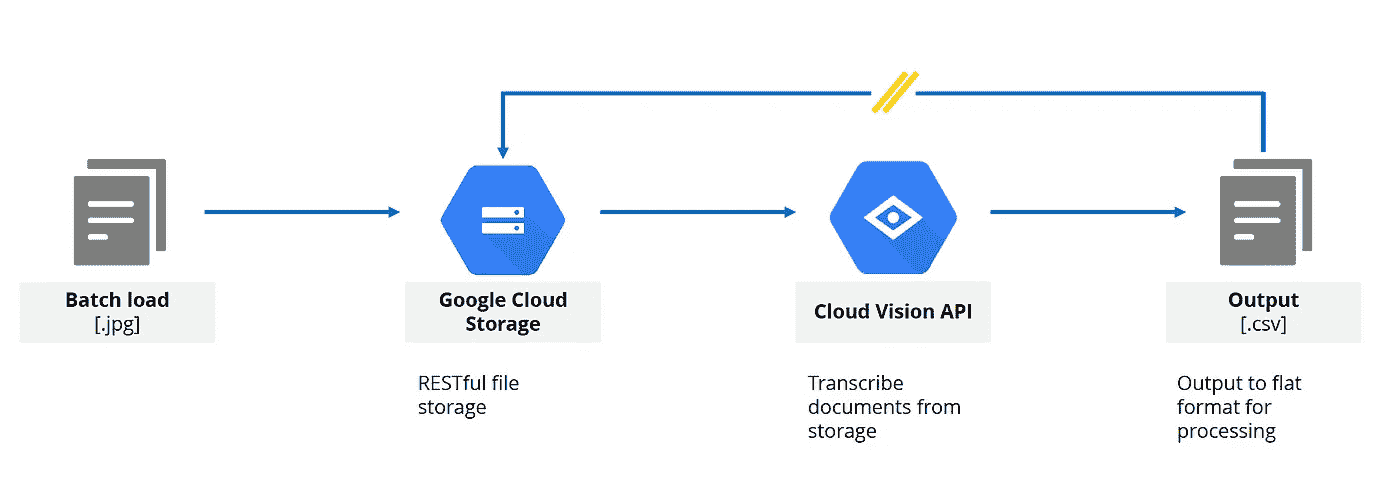 Batch load
[.jpg]
Google Cloud
Storage
Cloud Vision API
Output
[.csv]
RESTful file
storage
Transcribe
documents from
storage
Output to flat
format for
processing